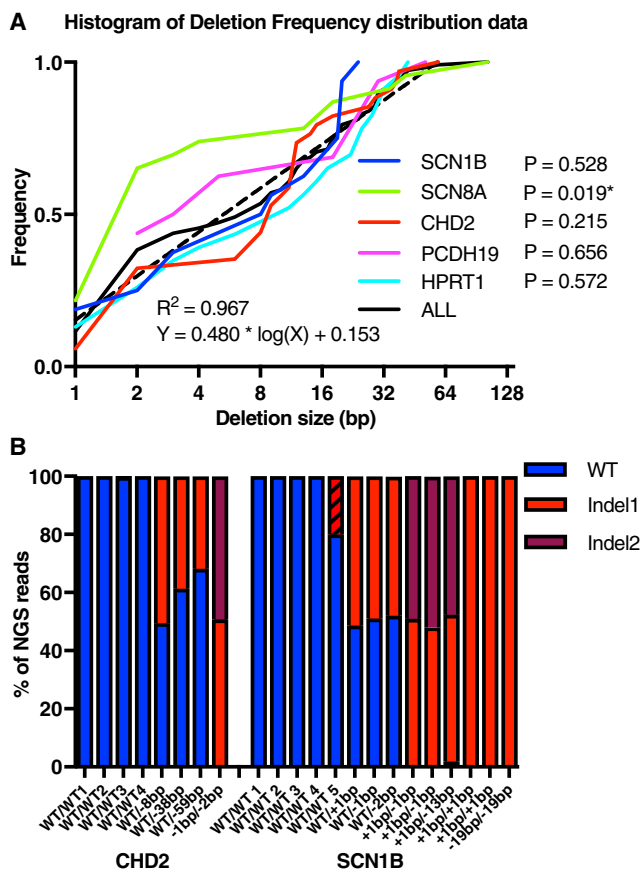 A
Histogram of Deletion Frequency distribution data
1.0
0.5
0.0
Frequency
SCN1B P = 0.528
SCN8A P = 0.019*
CHD2 P = 0.215
PCDH19 P = 0.656
HPRT1 P = 0.572
ALL
R² = 0.967
Y = 0.480 * log(X) + 0.153
1 2 4 8 16 32 64 128
Deletion size (bp)
B
100
80
60
40
20
0
% of NGS reads
WT
Indel1
Indel2
WT/WT1
WT/WT2
WT/WT3
WT/WT4
WT/-8bp
WT/-38bp
WT/-59bp
-1bp/-2bp
WT/WT 1
WT/WT 2
WT/WT 3
WT/WT 4
WT/WT 5
WT/+1bp
WT/-1bp
WT/-2bp
+1bp/-1bp
+1bp/-1bp
+1bp/-13bp
+1bp/+1bp
+1bp/+1bp
-19bp/-19bp
CHD2
SCN1B